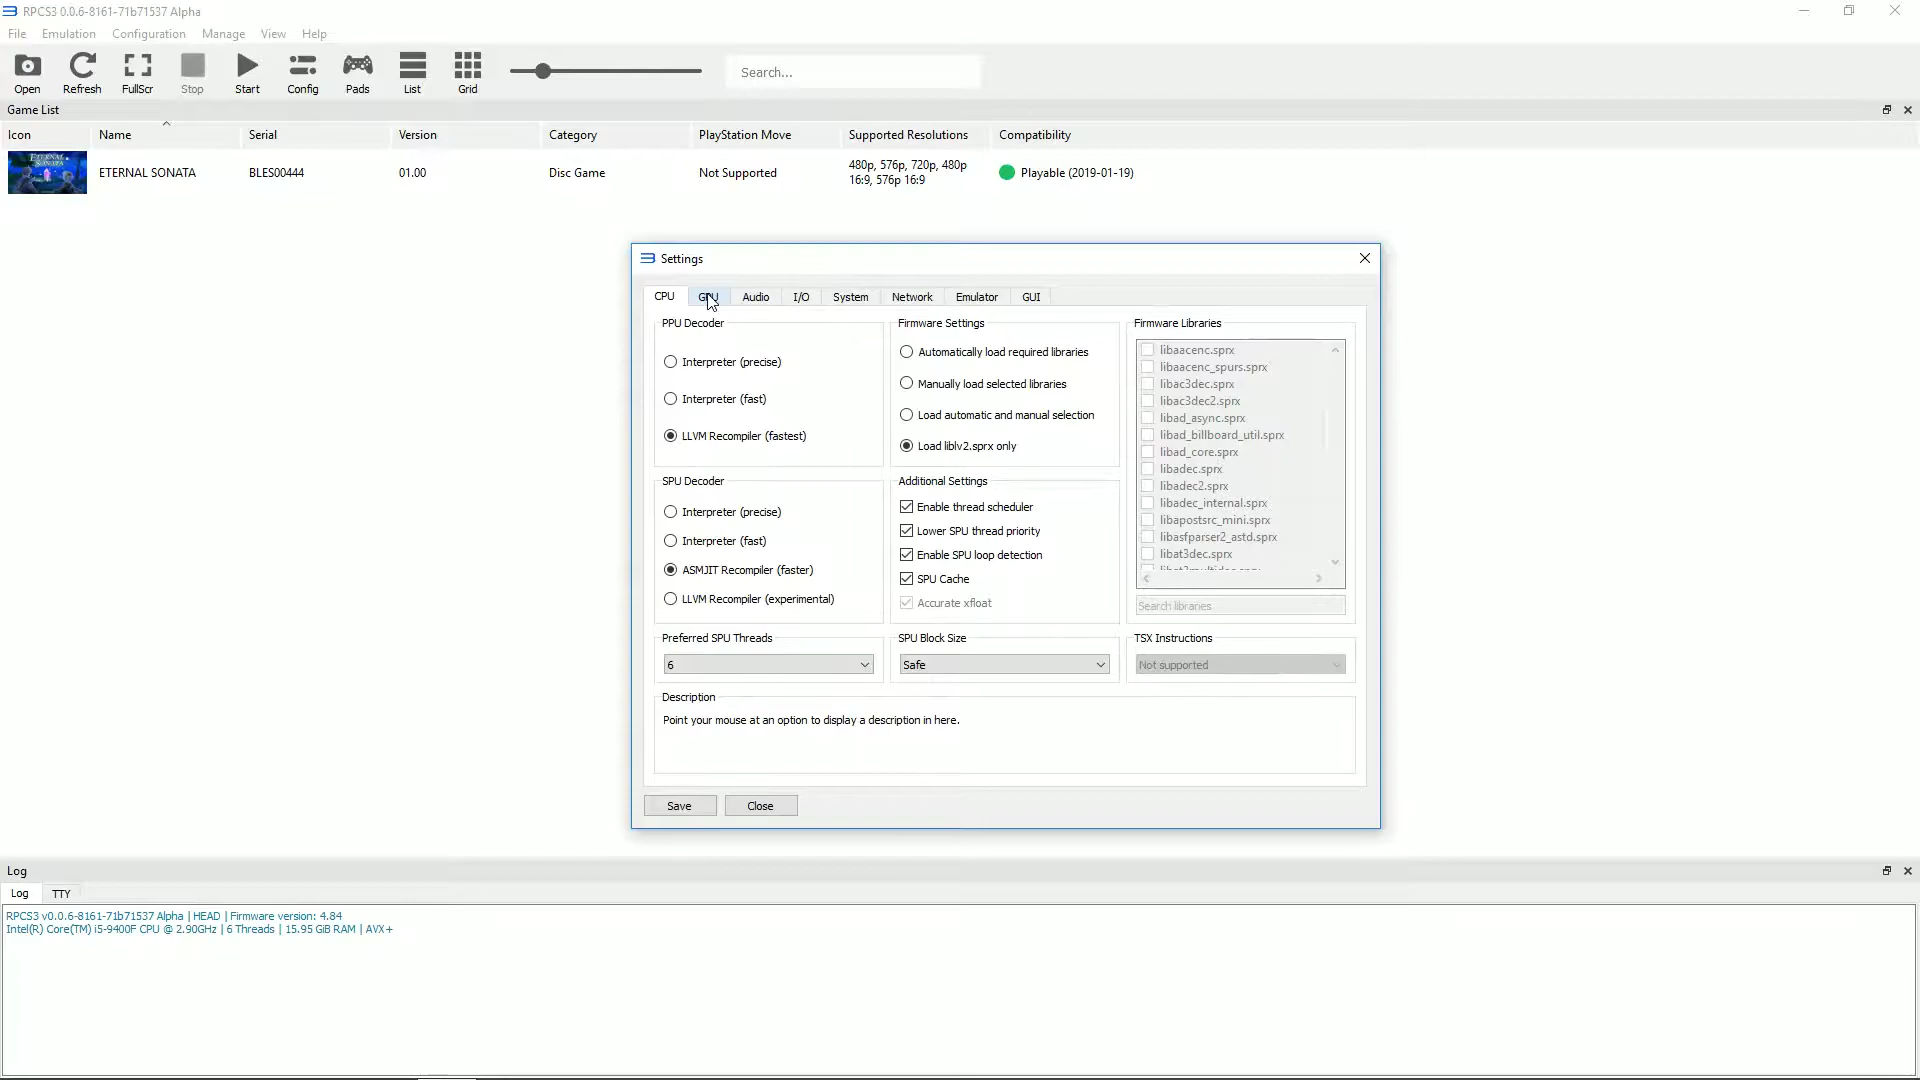 RPCS3 0.0.6-8161-71b71537 Alpha
File Emulation Configuration Manage View Help
Open Refresh FullScr Stop Start Config Pads List Grid Search...
Game List
Icon Name Serial Version Category PlayStation Move Supported Resolutions Compatibility
ETERNAL SONATA
ETERNAL SONATA BLES00444 01.00 Disc Game Not Supported 480p, 576p, 720p, 480p
16:9, 576p 16:9
Playable (2019-01-19)
Settings
CPU GPU Audio I/O System Network Emulator GUI
PPU Decoder
Interpreter (precise)
Interpreter (fast)
LLVM Recompiler (fastest)
Firmware Settings
Automatically load required libraries
Manually load selected libraries
Load automatic and manual selection
Load liblv2.sprx only
Firmware Libraries
libaacenc.sprx
libaacenc_spurs.sprx
libac3dec.sprx
libac3dec2.sprx
libad_async.sprx
libad_billboard_util.sprx
libad_core.sprx
libadec.sprx
libadec2.sprx
libadec_internal.sprx
libapostsrc_mini.sprx
libasfparser2_astd.sprx
libat3dec.sprx
Search libraries
SPU Decoder
Interpreter (precise)
Interpreter (fast)
ASMJIT Recompiler (faster)
LLVM Recompiler (experimental)
Additional Settings
Enable thread scheduler
Lower SPU thread priority
Enable SPU loop detection
SPU Cache
Accurate xfloat
Preferred SPU Threads
6
SPU Block Size
Safe
TSX Instructions
Not supported
Description
Point your mouse at an option to display a description in here.
Save Close
Log
Log TTY
RPCS3 v0.0.6-8161-71b71537 Alpha | HEAD | Firmware version: 4.84
Intel(R) Core(TM) i5-9400F CPU @ 2.90GHz | 6 Threads | 15.95 GiB RAM | AVX+